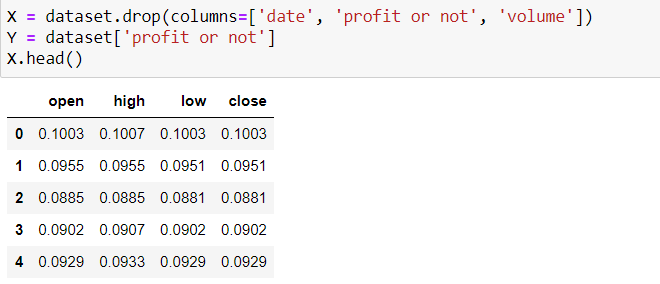 X = dataset.drop(columns=['date', 'profit or not', 'volume'])
Y = dataset['profit or not']
X.head()
open high low close
0 0.1003 0.1007 0.1003 0.1003
1 0.0955 0.0955 0.0951 0.0951
2 0.0885 0.0885 0.0881 0.0881
3 0.0902 0.0907 0.0902 0.0902
4 0.0929 0.0933 0.0929 0.0929